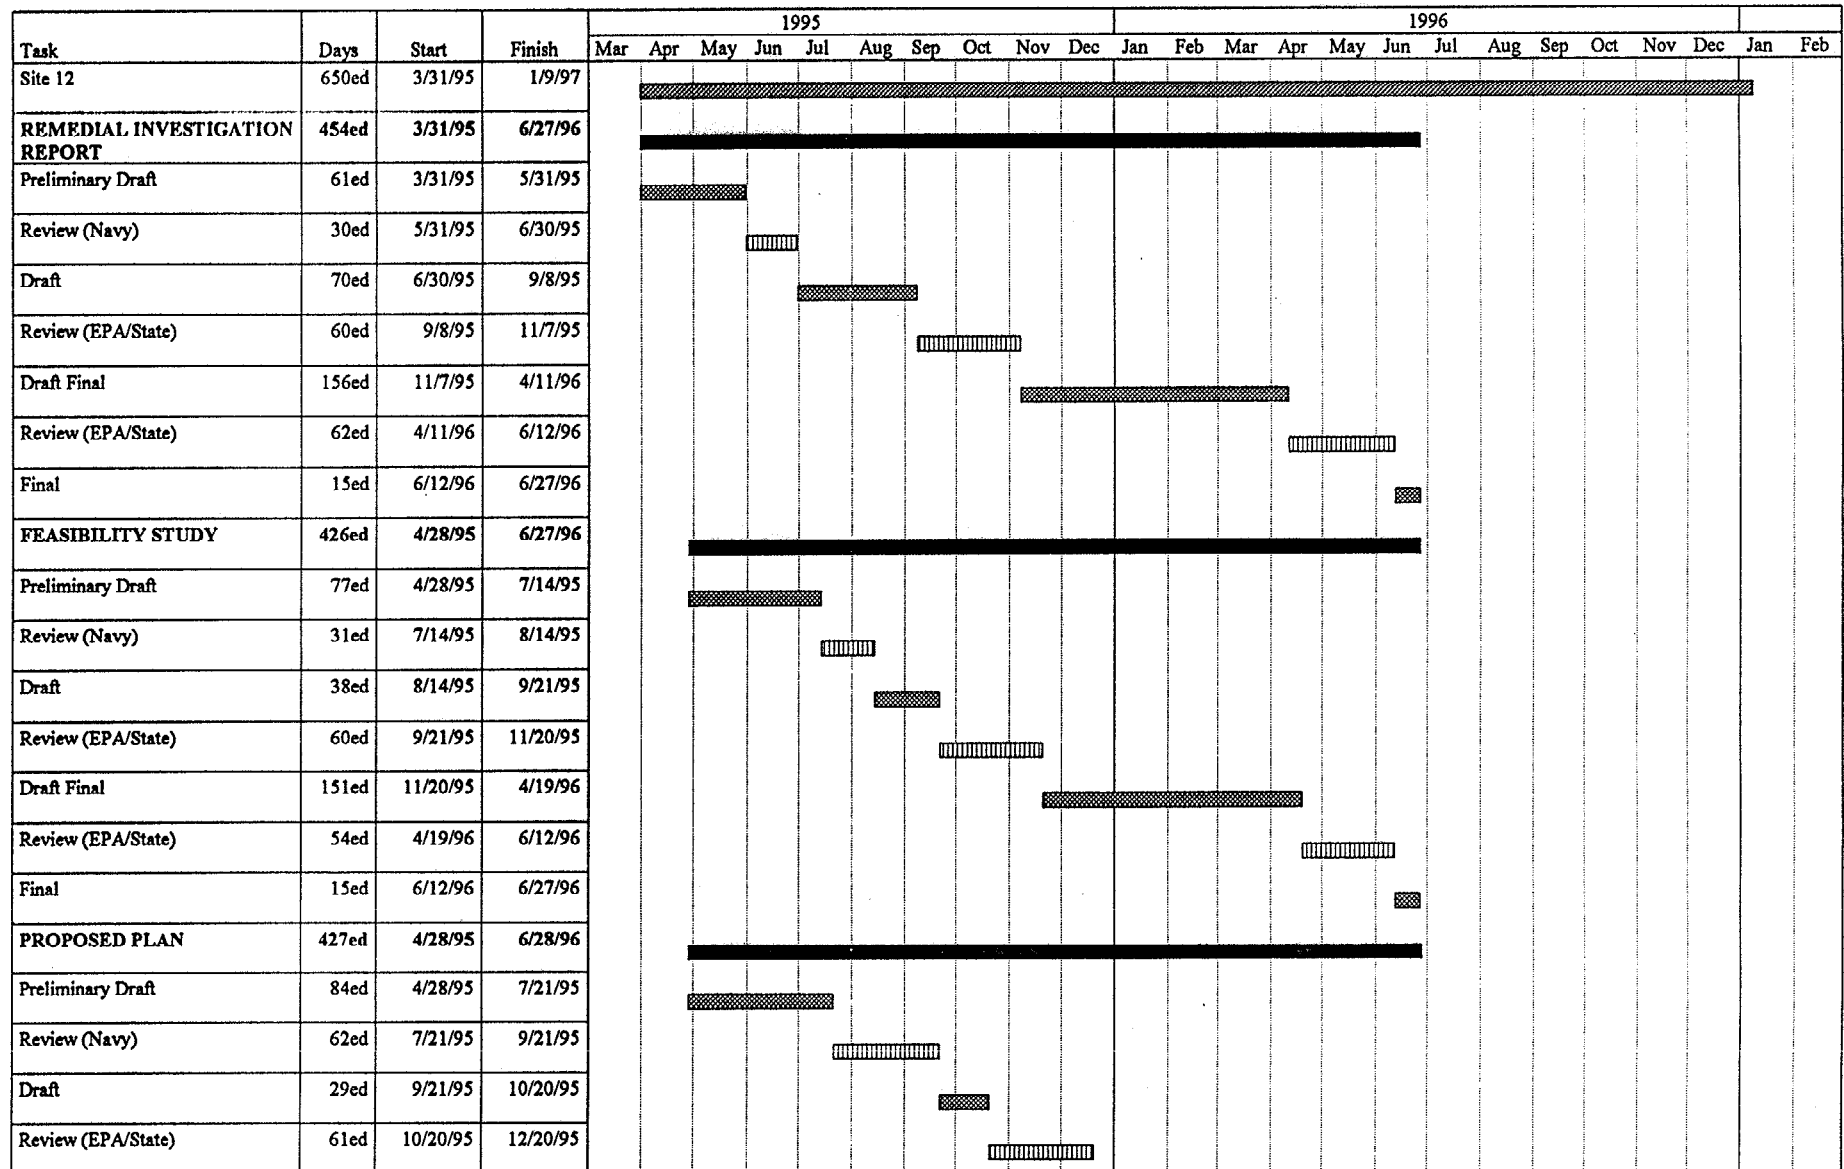 1995 1996
Task Days Start Finish Mar Apr May Jun Jul Aug Sep Oct Nov Dec Jan Feb Mar Apr May Jun Jul Aug Sep Oct Nov Dec Jan Feb
Site 12 650ed 3/31/95 1/9/97
REMEDIAL INVESTIGATION 454ed 3/31/95 6/27/96
REPORT
Preliminary Draft 61ed 3/31/95 5/31/95
Review (Navy) 30ed 5/31/95 6/30/95
Draft 70ed 6/30/95 9/8/95
Review (EPA/State) 60ed 9/8/95 11/7/95
Draft Final 156ed 11/7/95 4/11/96
Review (EPA/State) 62ed 4/11/96 6/12/96
Final 15ed 6/12/96 6/27/96
FEASIBILITY STUDY 426ed 4/28/95 6/27/96
Preliminary Draft 77ed 4/28/95 7/14/95
Review (Navy) 31ed 7/14/95 8/14/95
Draft 38ed 8/14/95 9/21/95
Review (EPA/State) 60ed 9/21/95 11/20/95
Draft Final 151ed 11/20/95 4/19/96
Review (EPA/State) 54ed 4/19/96 6/12/96
Final 15ed 6/12/96 6/27/96
PROPOSED PLAN 427ed 4/28/95 6/28/96
Preliminary Draft 84ed 4/28/95 7/21/95
Review (Navy) 62ed 7/21/95 9/21/95
Draft 29ed 9/21/95 10/20/95
Review (EPA/State) 61ed 10/20/95 12/20/95